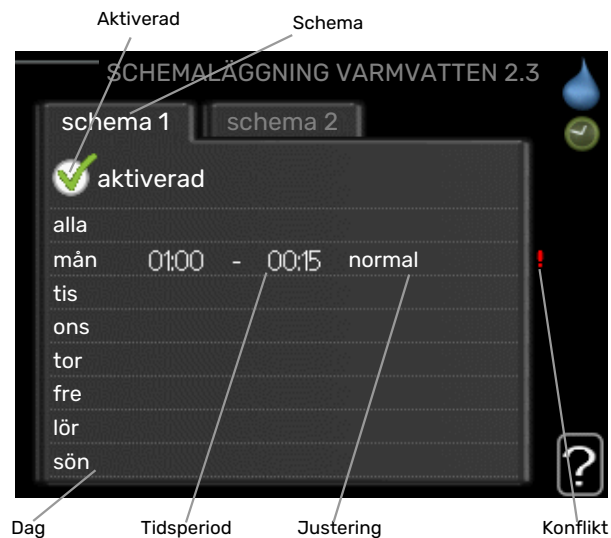 Aktiverad
Schema
SCHEMALÄGGNING VARMVATTEN 2.3
schema 1
schema 2
aktiverad
alla
mån 01:00 - 00:15 normal !
tis
ons
tor
fre
lör
sön
?
Dag Tidsperiod Justering Konflikt